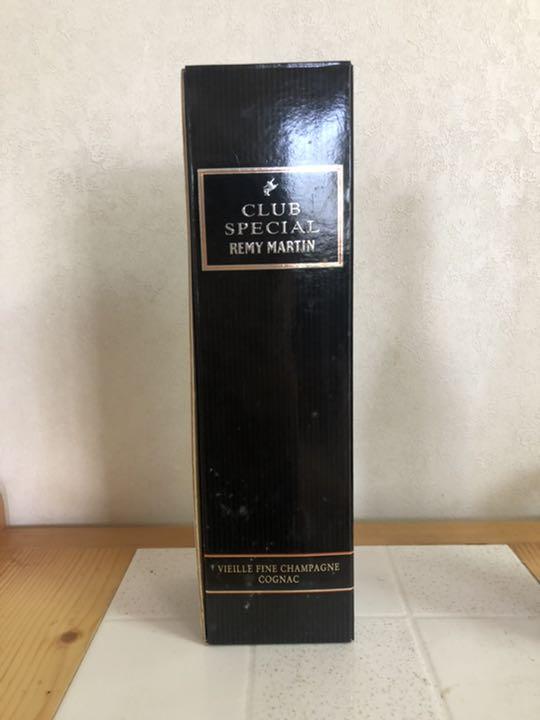 CLUB
SPECIAL
REMY MARTIN
VIEILLE FINE CHAMPAGNE
COGNAC